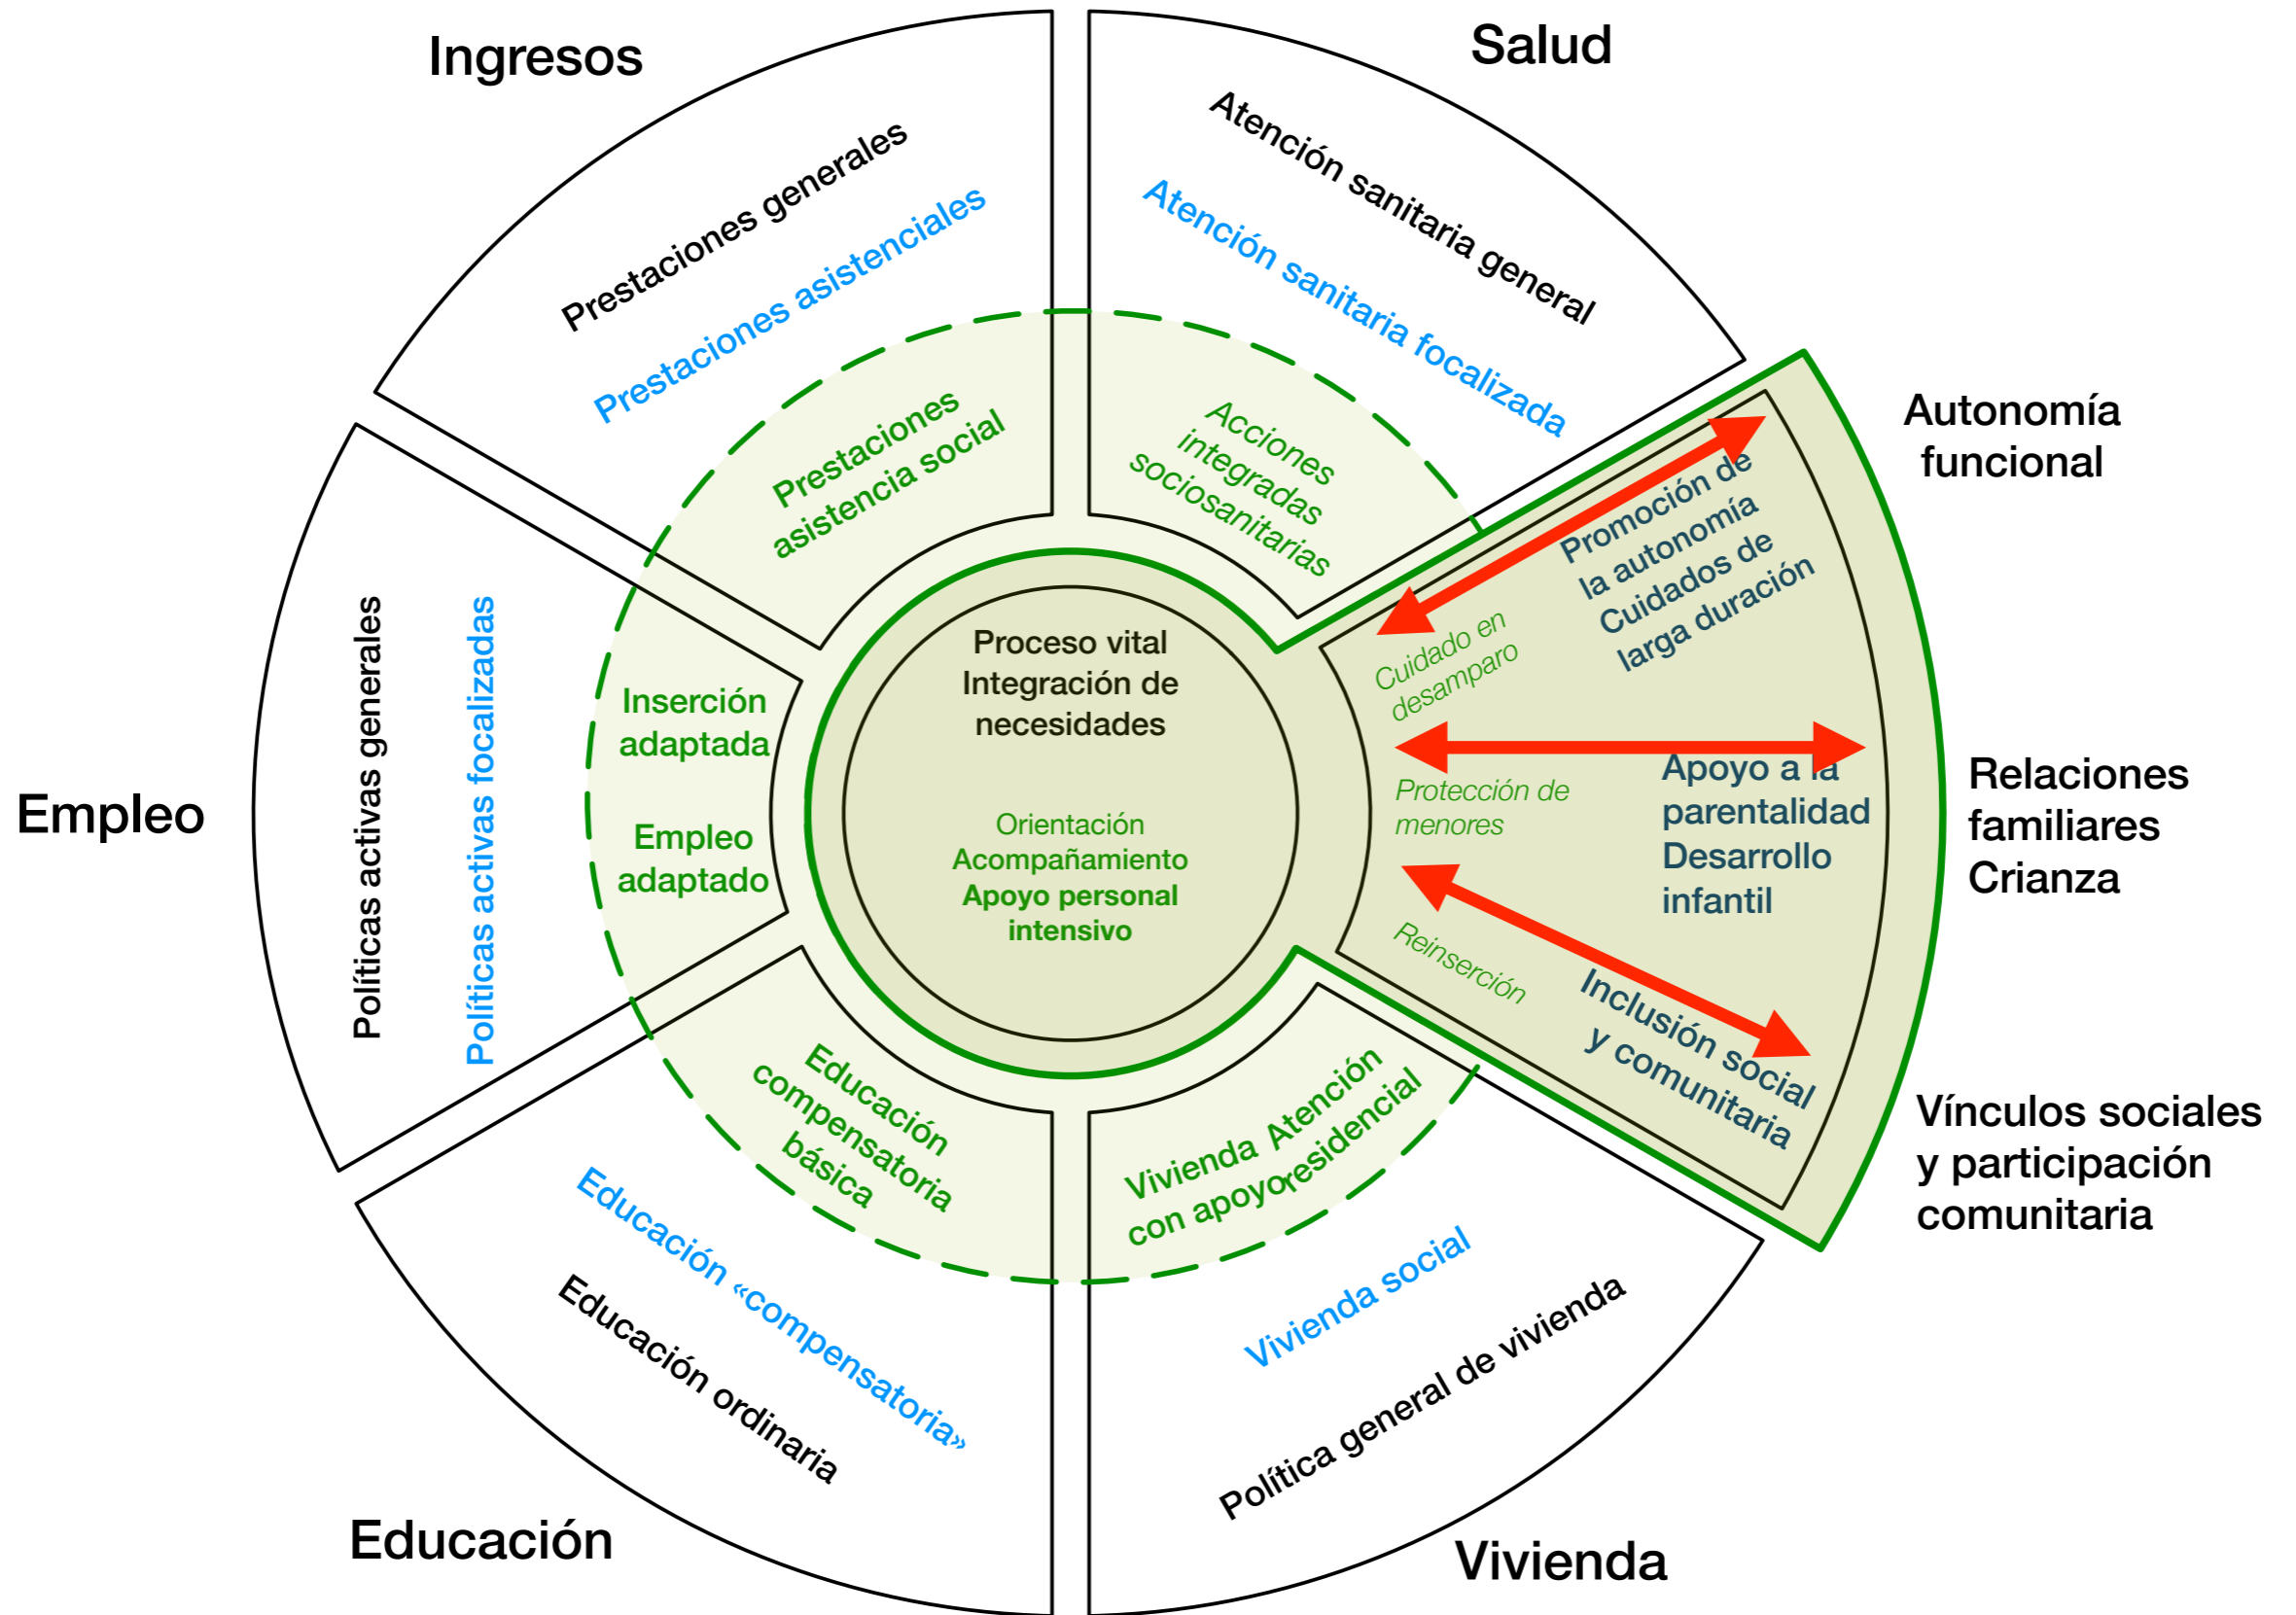 Ingresos
Prestaciones generales
Prestaciones asistenciales
Prestaciones
asistencia social
Salud
Atención sanitaria general
Atención sanitaria focalizada
Acciones
integradas
sociosanitarias
Autonomía
funcional
Promoción de
la autonomía
Cuidados de
larga duración
Cuidado en
desamparo
Relaciones
familiares
Crianza
Apoyo a la
parentalidad
Desarrollo
infantil
Protección de
menores
Vínculos sociales
y participación
comunitaria
Inclusión social
y comunitaria
Reinserción
Proceso vital
Integración de
necesidades
Orientación
Acompañamiento
Apoyo personal
intensivo
Empleo
Políticas activas generales
Políticas activas focalizadas
Inserción
adaptada
Empleo
adaptado
Educación
compensatoria
básica
Educación «compensatoria»
Educación ordinaria
Educación
Vivienda
con apoyo
Atención
residencial
Vivienda social
Política general de vivienda
Vivienda